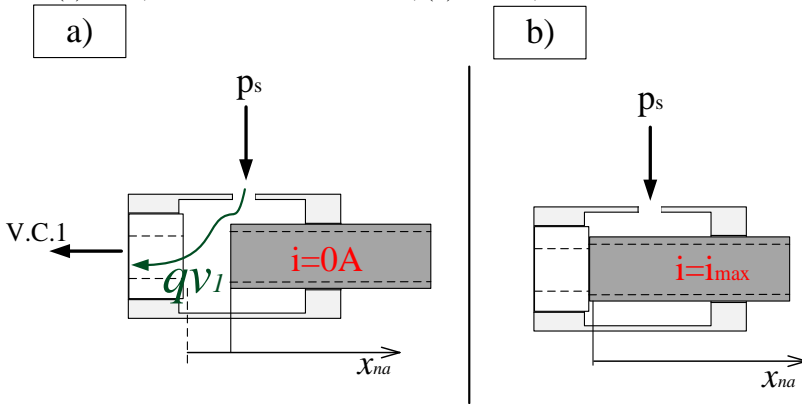 a)
b)
ps
ps
V.C.1
i=0A
i=imax
qv1
xna
xna